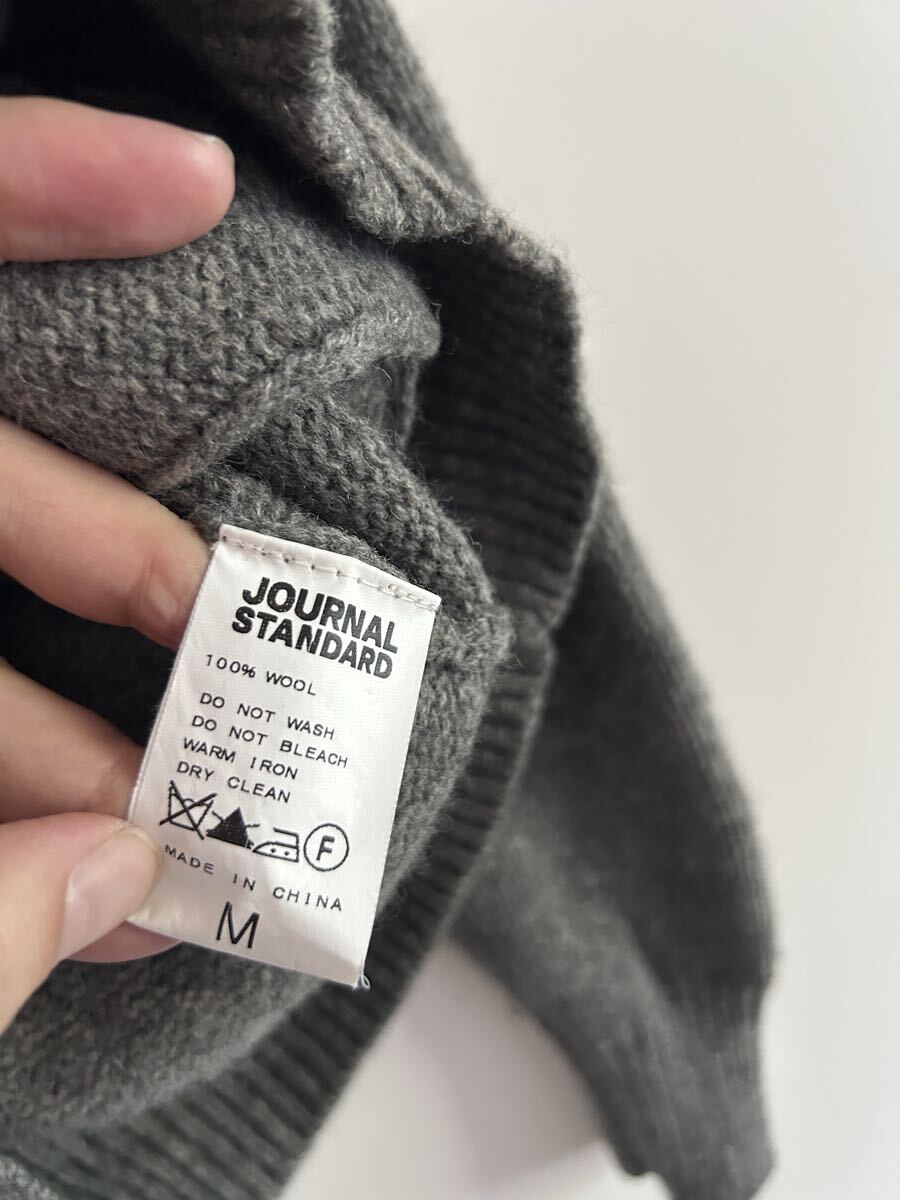 JOURNAL
STANDARD
100% WOOL
DO NOT WASH
DO NOT BLEACH
WARM IRON
DRY CLEAN
F
MADE IN CHINA
M